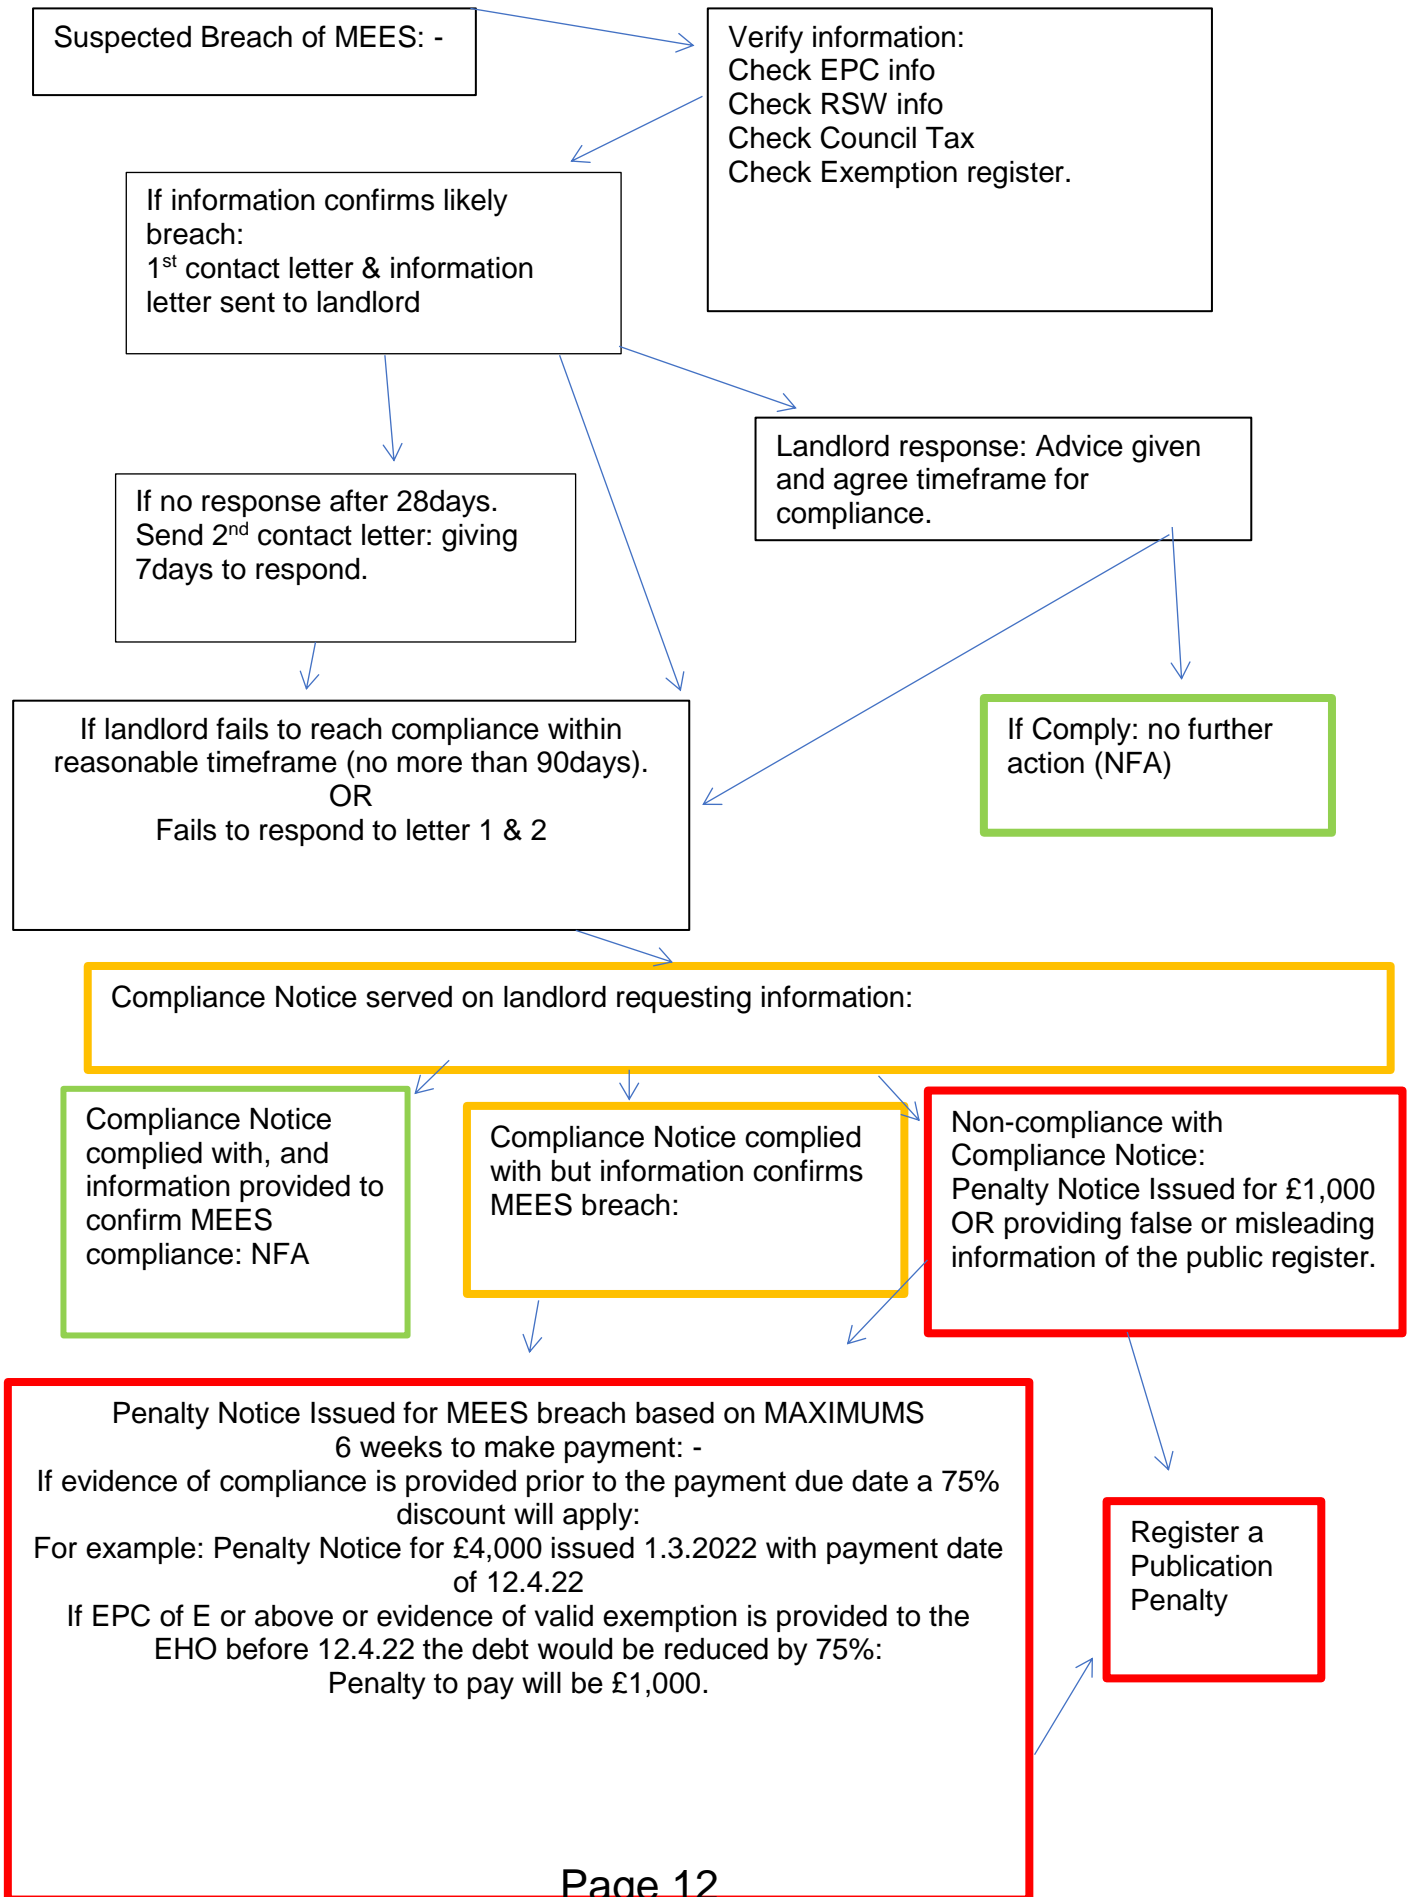 Suspected Breach of MEES: -
Verify information:
Check EPC info
Check RSW info
Check Council Tax
Check Exemption register.
If information confirms likely
breach:
1st contact letter & information
letter sent to landlord
Landlord response: Advice given
and agree timeframe for
compliance.
If no response after 28days.
Send 2nd contact letter: giving
7days to respond.
If landlord fails to reach compliance within
reasonable timeframe (no more than 90days).
OR
Fails to respond to letter 1 & 2
If Comply: no further
action (NFA)
Compliance Notice served on landlord requesting information:
Compliance Notice
complied with, and
information provided to
confirm MEES
compliance: NFA
Compliance Notice complied
with but information confirms
MEES breach:
Non-compliance with
Compliance Notice:
Penalty Notice Issued for £1,000
OR providing false or misleading
information of the public register.
Penalty Notice Issued for MEES breach based on MAXIMUMS
6 weeks to make payment: -
If evidence of compliance is provided prior to the payment due date a 75%
discount will apply:
For example: Penalty Notice for £4,000 issued 1.3.2022 with payment date
of 12.4.22
If EPC of E or above or evidence of valid exemption is provided to the
EHO before 12.4.22 the debt would be reduced by 75%:
Penalty to pay will be £1,000.
Register a
Publication
Penalty
Page 12